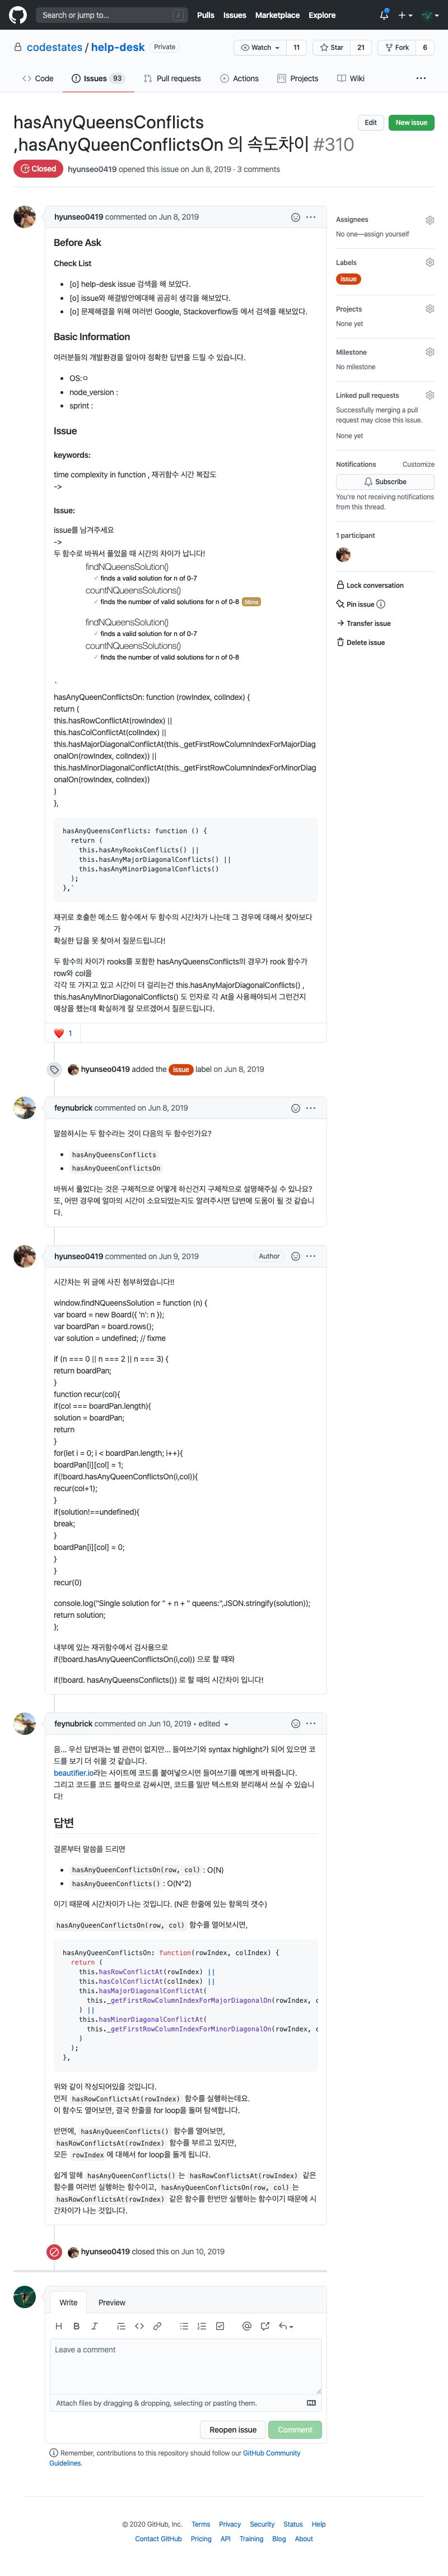 Search or jump to...
/
Pulls Issues Marketplace Explore
codestates / help-desk Private
Watch 11 Star 21 Fork 6
Code Issues 93 Pull requests Actions Projects Wiki
hasAnyQueensConflicts
,hasAnyQueenConflictsOn 의 속도차이 #310
Edit New issue
Closed hyunseo0419 opened this issue on Jun 8, 2019 · 3 comments
hyunseo0419 commented on Jun 8, 2019
Before Ask
Check List
[o] help-desk issue 검색을 해 보았다.
[o] issue와 해결방안에대해 곰곰히 생각을 해보았다.
[o] 문제해결을 위해 여러번 Google, Stackoverflow등 에서 검색을 해보았다.
Basic Information
여러분들의 개발환경을 알아야 정확한 답변을 드릴 수 있습니다.
OS:ㅇ
node_version :
sprint :
Issue
keywords:
time complexity in function , 재귀함수 시간 복잡도
->
Issue:
issue를 남겨주세요
->
두 함수로 바꿔서 풀었을 때 시간의 차이가 납니다!
findNQueensSolution()
✓ finds a valid solution for n of 0-7
countNQueensSolutions()
✓ finds the number of valid solutions for n of 0-8 56ms
findNQueensSolution()
✓ finds a valid solution for n of 0-7
countNQueensSolutions()
✓ finds the number of valid solutions for n of 0-8
`
hasAnyQueenConflictsOn: function (rowIndex, colIndex) {
return (
this.hasRowConflictAt(rowIndex) ||
this.hasColConflictAt(colIndex) ||
this.hasMajorDiagonalConflictAt(this._getFirstRowColumnIndexForMajorDiag
onalOn(rowIndex, colIndex)) ||
this.hasMinorDiagonalConflictAt(this._getFirstRowColumnIndexForMinorDiag
onalOn(rowIndex, colIndex))
)
},
hasAnyQueensConflicts: function () {
return (
this.hasAnyRooksConflicts() ||
this.hasAnyMajorDiagonalConflicts() ||
this.hasAnyMinorDiagonalConflicts()
);
},`
재귀로 호출한 메소드 함수에서 두 함수의 시간차가 나는데 그 경우에 대해서 찾아보다
가
확실한 답을 못 찾아서 질문드립니다!
두 함수의 차이가 rooks를 포함한 hasAnyQueensConflicts의 경우가 rook 함수가
row와 col을
각각 또 가지고 있고 시간이 더 걸리는건 this.hasAnyMajorDiagonalConflicts() ,
this.hasAnyMinorDiagonalConflicts() 도 인자로 각 At을 사용해야되서 그런건지
예상을 했는데 확실하게 잘 모르겠어서 질문드립니다.
❤️ 1
Assignees
No one—assign yourself
Labels
issue
Projects
None yet
Milestone
No milestone
Linked pull requests
Successfully merging a pull
request may close this issue.
None yet
Notifications Customize
Subscribe
You're not receiving notifications
from this thread.
1 participant
Lock conversation
Pin issue
Transfer issue
Delete issue
hyunseo0419 added the issue label on Jun 8, 2019
feynubrick commented on Jun 8, 2019
말씀하시는 두 함수라는 것이 다음의 두 함수인가요?
hasAnyQueensConflicts
hasAnyQueenConflictsOn
바꿔서 풀었다는 것은 구체적으로 어떻게 하신건지 구체적으로 설명해주실 수 있나요?
또, 어떤 경우에 얼마의 시간이 소요되었는지도 알려주시면 답변에 도움이 될 것 같습니
다.
hyunseo0419 commented on Jun 9, 2019 Author
시간차는 위 글에 사진 첨부하였습니다!!
window.findNQueensSolution = function (n) {
var board = new Board({ 'n': n });
var boardPan = board.rows();
var solution = undefined; // fixme
if (n === 0 || n === 2 || n === 3) {
return boardPan;
}
function recur(col){
if(col === boardPan.length){
solution = boardPan;
return
}
for(let i = 0; i < boardPan.length; i++){
boardPan[i][col] = 1;
if(!board.hasAnyQueenConflictsOn(i,col)){
recur(col+1);
}
if(solution!==undefined){
break;
}
boardPan[i][col] = 0;
}
}
recur(0)
console.log("Single solution for " + n + " queens:",JSON.stringify(solution));
return solution;
};
내부에 있는 재귀함수에서 검사용으로
if(!board.hasAnyQueenConflictsOn(i,col)) 으로 할 떄와
if(!board. hasAnyQueensConflicts()) 로 할 때의 시간차이 입니다!
feynubrick commented on Jun 10, 2019 • edited
음... 우선 답변과는 별 관련이 없지만... 들여쓰기와 syntax highlight가 되어 있으면 코
드를 보기 더 쉬울 것 같습니다.
beautifier.io라는 사이트에 코드를 붙여넣으시면 들여쓰기를 예쁘게 바꿔줍니다.
그리고 코드를 코드 블락으로 감싸시면, 코드를 일반 텍스트와 분리해서 쓰실 수 있습니
다!
답변
결론부터 말씀을 드리면
hasAnyQueenConflictsOn(row, col) : O(N)
hasAnyQueenConflicts() : O(N^2)
이기 때문에 시간차이가 나는 것입니다. (N은 한줄에 있는 항목의 갯수)
hasAnyQueenConflictsOn(row, col) 함수를 열어보시면,
hasAnyQueenConflictsOn: function(rowIndex, colIndex) {
return (
this.hasRowConflictAt(rowIndex) ||
this.hasColConflictAt(colIndex) ||
this.hasMajorDiagonalConflictAt(
this._getFirstRowColumnIndexForMajorDiagonalOn(rowIndex, c
) ||
this.hasMinorDiagonalConflictAt(
this._getFirstRowColumnIndexForMinorDiagonalOn(rowIndex, c
)
);
},
위와 같이 작성되어있을 것입니다.
먼저 hasRowConflictsAt(rowIndex) 함수를 실행하는데요.
이 함수도 열어보면, 결국 한줄을 for loop을 돌며 탐색합니다.
반면에, hasAnyQueenConflicts() 함수를 열어보면,
hasRowConflictsAt(rowIndex) 함수를 부르고 있지만,
모든 rowIndex 에 대해서 for loop을 돌게 됩니다.
쉽게 말해 hasAnyQueenConflicts() 는 hasRowConflictsAt(rowIndex) 같은
함수를 여러번 실행하는 함수이고, hasAnyQueenConflictsOn(row, col) 는
hasRowConflictsAt(rowIndex) 같은 함수를 한번만 실행하는 함수이기 때문에 시
간차이가 나는 것입니다.
hyunseo0419 closed this on Jun 10, 2019
Write Preview
Leave a comment
Attach files by dragging & dropping, selecting or pasting them.
Reopen issue Comment
Remember, contributions to this repository should follow our GitHub Community
Guidelines.
© 2020 GitHub, Inc. Terms Privacy Security Status Help
Contact GitHub Pricing API Training Blog About